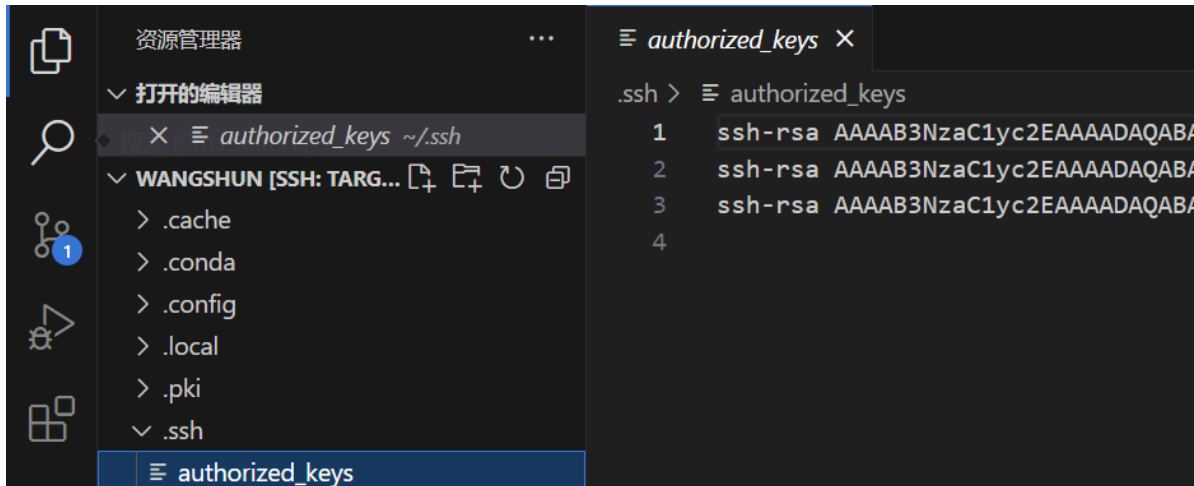 资源管理器 ···
打开的编辑器
authorized_keys ~/.ssh
WANGSHUN [SSH: TARG...
.cache
.conda
.config
.local
.pki
.ssh
authorized_keys
1
authorized_keys
.ssh > authorized_keys
1 ssh-rsa AAAAB3NzaC1yc2EAAAADAQABA
2 ssh-rsa AAAAB3NzaC1yc2EAAAADAQABA
3 ssh-rsa AAAAB3NzaC1yc2EAAAADAQABA
4